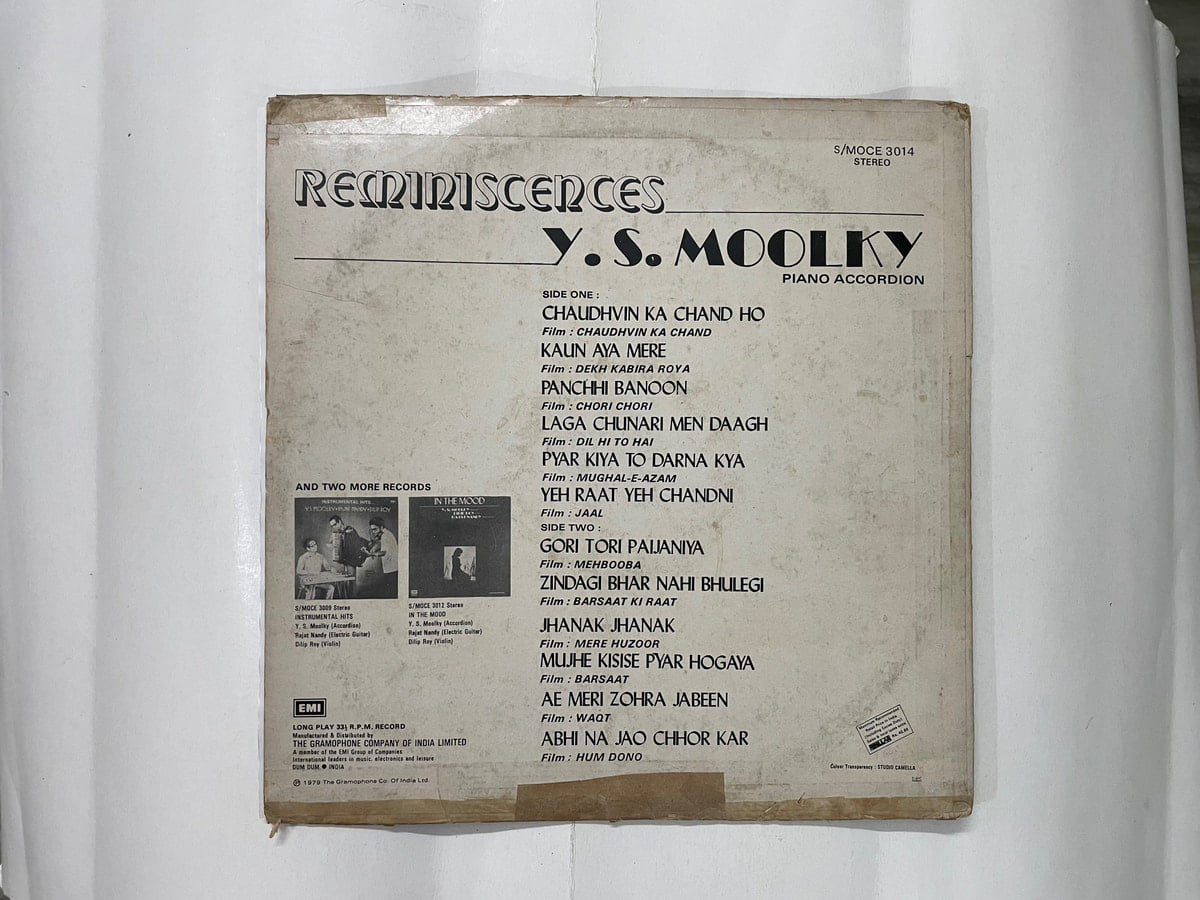 S/MOCE 3014
STEREO
REMINISCENCES
Y. S. MOOLKY
PIANO ACCORDION
SIDE ONE :
CHAUDHVIN KA CHAND HO
Film : CHAUDHVIN KA CHAND
KAUN AYA MERE
Film : DEKH KABIRA ROYA
PANCHHI BANOON
Film : CHORI CHORI
LAGA CHUNARI MEN DAAGH
Film : DIL HI TO HAI
PYAR KIYA TO DARNA KYA
Film : MUGHAL-E-AZAM
YEH RAAT YEH CHANDNI
Film : JAAL
SIDE TWO :
GORI TORI PAIJANIYA
Film : MEHBOOBA
ZINDAGI BHAR NAHI BHULEGI
Film : BARSAAT KI RAAT
JHANAK JHANAK
Film : MERE HUZOOR
MUJHE KISISE PYAR HOGAYA
Film : BARSAAT
AE MERI ZOHRA JABEEN
Film : WAQT
ABHI NA JAO CHHOR KAR
Film : HUM DONO
AND TWO MORE RECORDS
INSTRUMENTAL HITS
Y.S. MOOLKY • RAJAT NANDY • DILIP ROY
IN THE MOOD
Y. S. MOOLKY
S/MOCE 3009 Stereo
INSTRUMENTAL HITS
Y. S. Moolky (Accordion)
Rajat Nandy (Electric Guitar)
Dilip Roy (Violin)
S/MOCE 3012 Stereo
IN THE MOOD
Y. S. Moolky (Accordion)
Rajat Nandy (Electric Guitar)
Dilip Roy (Violin)
EMI
LONG PLAY 33⅓ R.P.M. RECORD
Manufactured & Distributed by
THE GRAMOPHONE COMPANY OF INDIA LIMITED
A member of the EMI Group of Companies
International leaders in music, electronics and leisure
DUM DUM ● INDIA
℗ 1979 The Gramophone Co. Of India Ltd.
Maximum Recommended
Colour Transparency : STUDIO CAMELLA